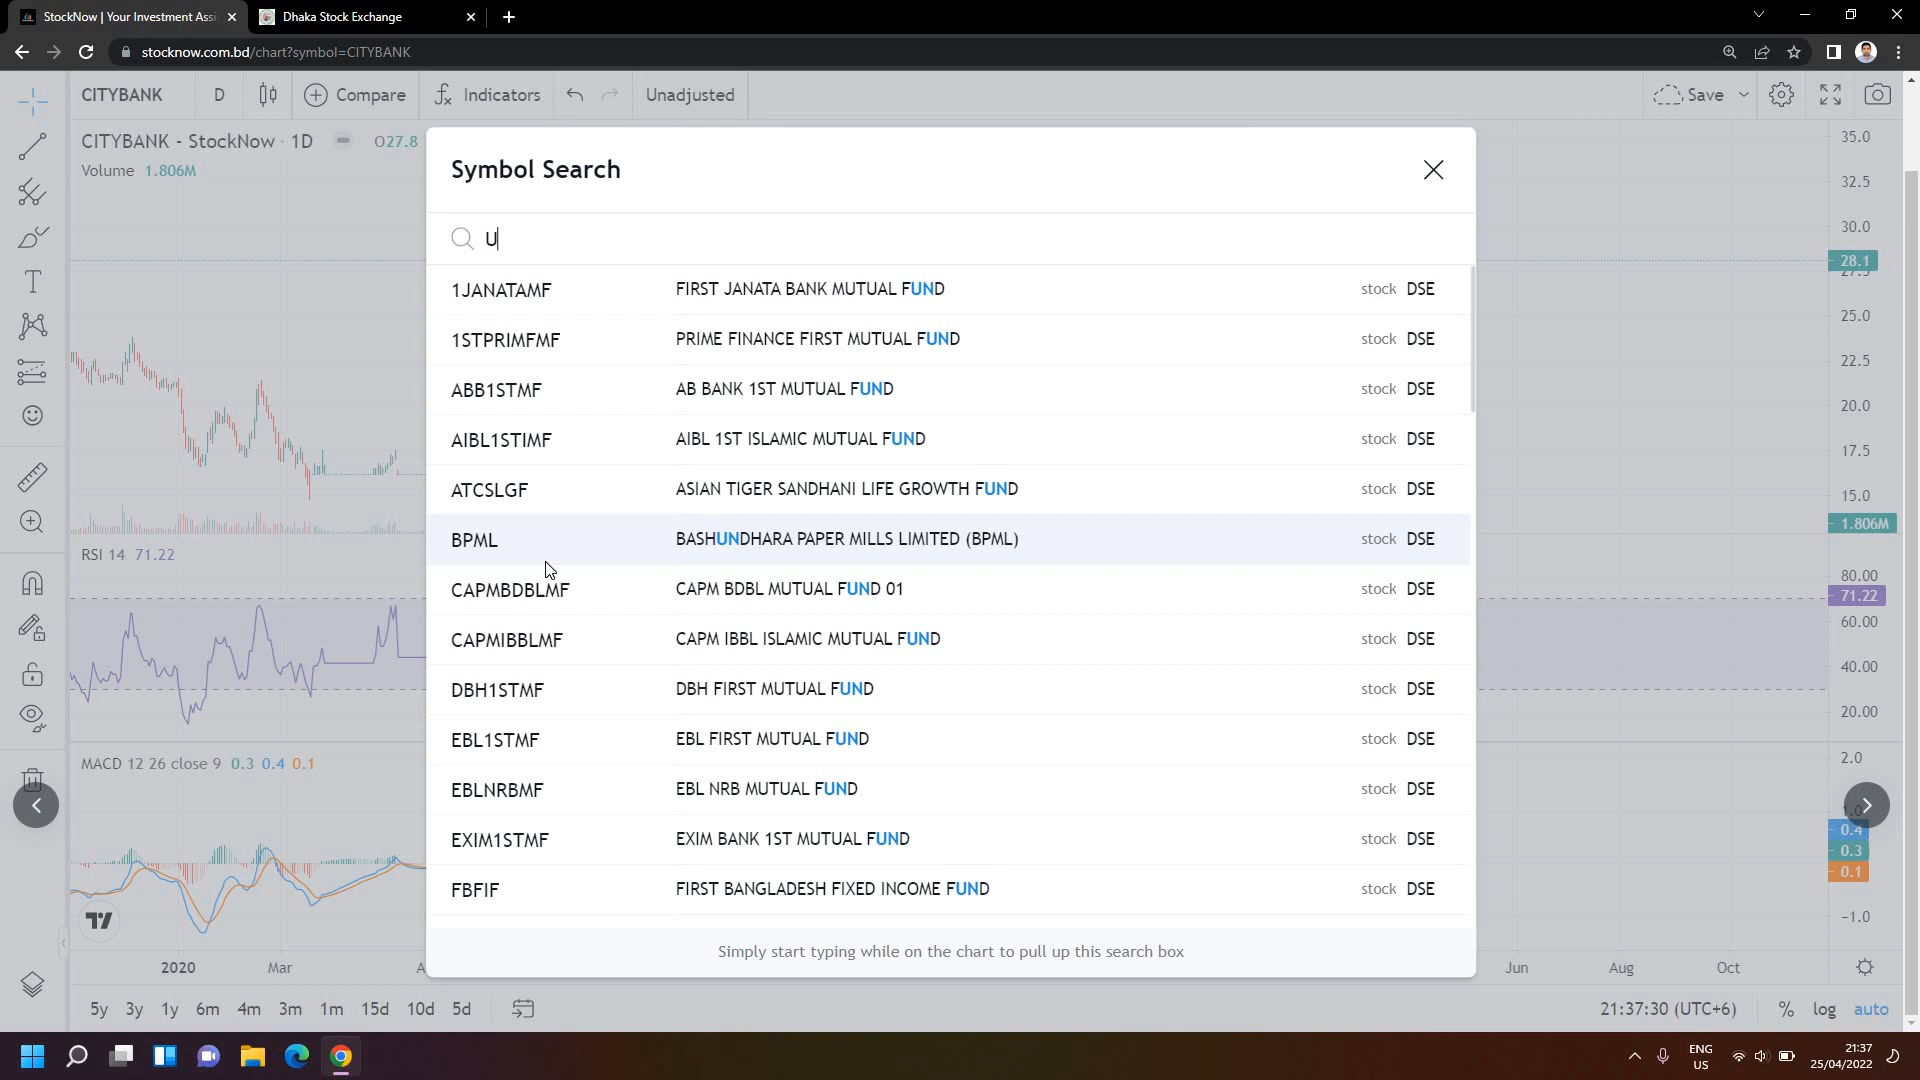 StockNow | Your Investment Assi
Dhaka Stock Exchange
stocknow.com.bd/chart?symbol=CITYBANK
CITYBANK D Compare Indicators Unadjusted Save
CITYBANK - StockNow · 1D O27.8
Volume 1.806M
Symbol Search
U
1JANATAMF FIRST JANATA BANK MUTUAL FUND stock DSE
1STPRIMFMF PRIME FINANCE FIRST MUTUAL FUND stock DSE
ABB1STMF AB BANK 1ST MUTUAL FUND stock DSE
AIBL1STIMF AIBL 1ST ISLAMIC MUTUAL FUND stock DSE
ATCSLGF ASIAN TIGER SANDHANI LIFE GROWTH FUND stock DSE
BPML BASHUNDHARA PAPER MILLS LIMITED (BPML) stock DSE
CAPMBDBLMF CAPM BDBL MUTUAL FUND 01 stock DSE
CAPMIBBLMF CAPM IBBL ISLAMIC MUTUAL FUND stock DSE
DBH1STMF DBH FIRST MUTUAL FUND stock DSE
EBL1STMF EBL FIRST MUTUAL FUND stock DSE
EBLNRBMF EBL NRB MUTUAL FUND stock DSE
EXIM1STMF EXIM BANK 1ST MUTUAL FUND stock DSE
FBFIF FIRST BANGLADESH FIXED INCOME FUND stock DSE
Simply start typing while on the chart to pull up this search box
RSI 14 71.22
MACD 12 26 close 9 0.3 0.4 0.1
35.0
32.5
30.0
28.1
27.5
25.0
22.5
20.0
17.5
15.0
1.806M
80.00
71.22
60.00
40.00
20.00
2.0
1.0
0.4
0.3
0.1
-1.0
2020 Mar A Jun Aug Oct
5y 3y 1y 6m 4m 3m 1m 15d 10d 5d 21:37:30 (UTC+6) % log auto
ENG
US
21:37
25/04/2022